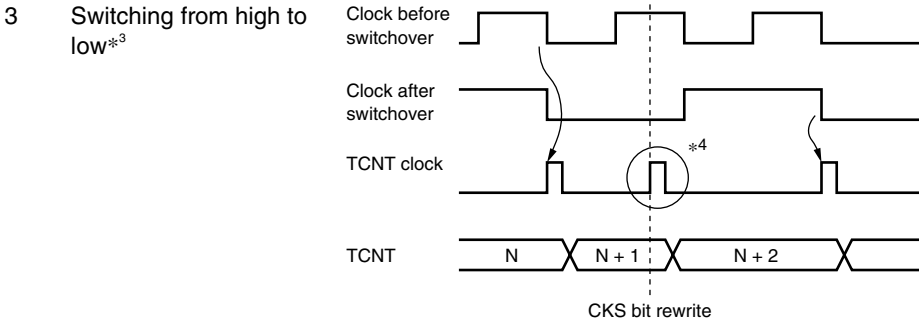 3 Switching from high to
low*3
Clock before
switchover
Clock after
switchover
TCNT clock
*4
TCNT
N
N + 1
N + 2
CKS bit rewrite